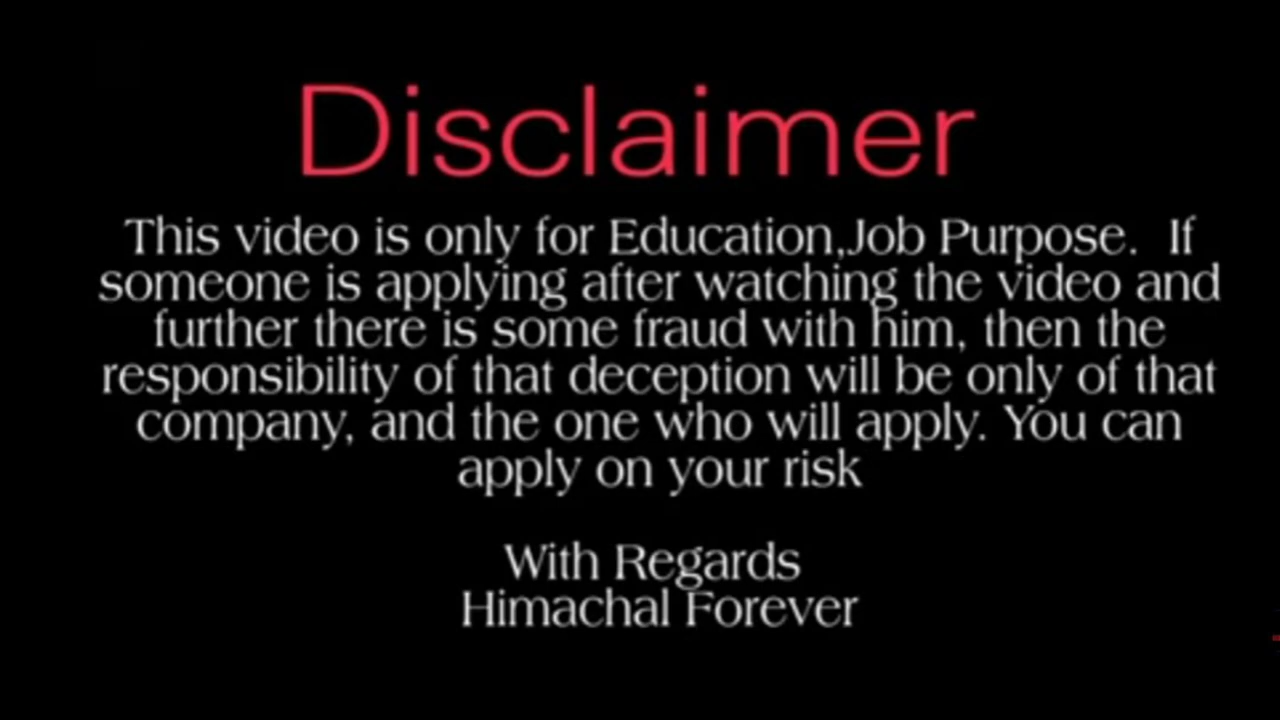 Disclaimer
This video is only for Education,Job Purpose.  If
someone is applying after watching the video and
further there is some fraud with him, then the
responsibility of that deception will be only of that
company, and the one who will apply. You can
apply on your risk
With Regards
Himachal Forever